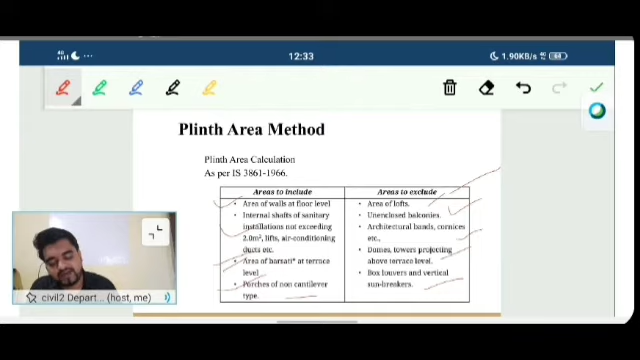 4G
...
12:33
1.90KB/s 4G
Plinth Area Method
Plinth Area Calculation
As per IS 3861-1966.
Areas to include
• Area of walls at floor level
• Internal shafts of sanitary
installations not exceeding
2.0m², lifts, air-conditioning
ducts etc.
• Area of barsati* at terrace
level
• Porches of non cantilever
type.
Areas to exclude
• Area of lofts.
• Unenclosed balconies.
• Architectural bands, cornices
etc.,
• Domes, towers projecting
above terrace level.
• Box louvers and vertical
sun-breakers.
civil2 Depart... (host, me)